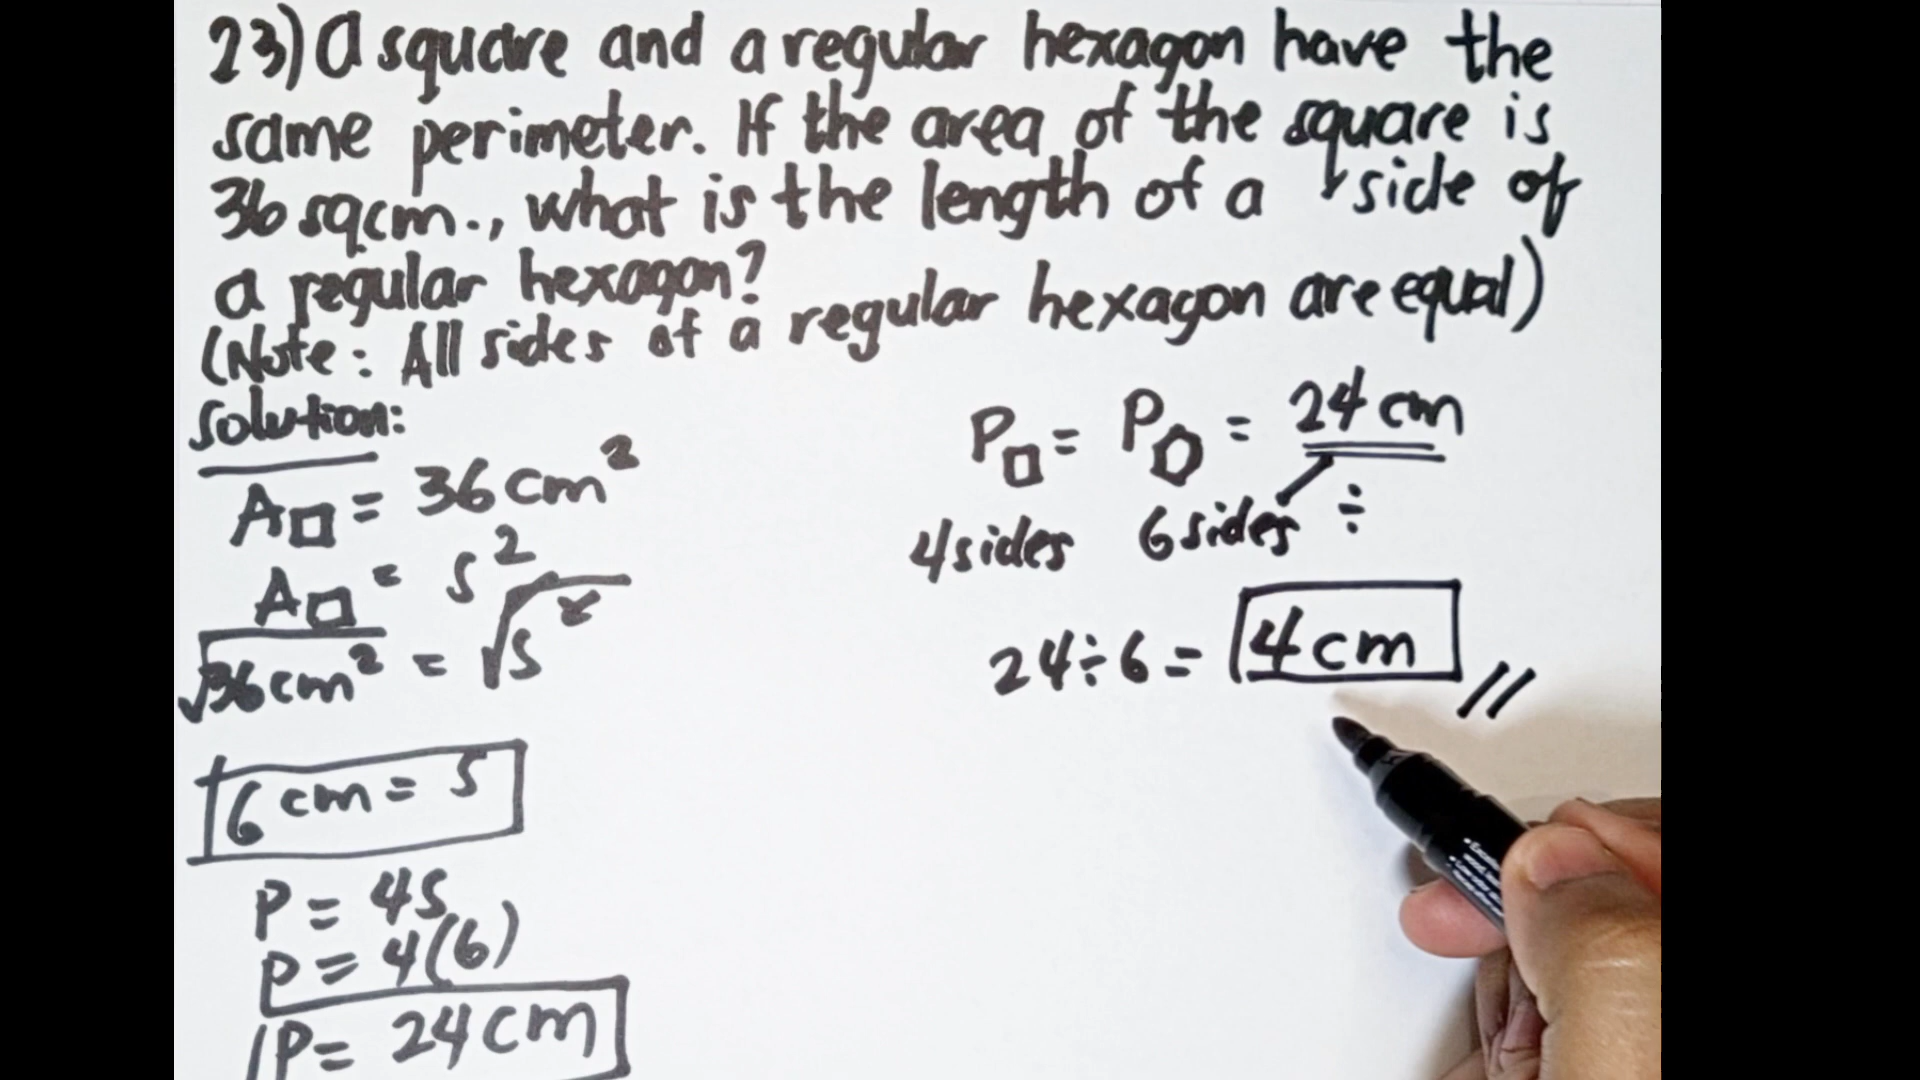 23) A square and a regular hexagon have the
same perimeter. If the area of the square is
36 sqcm., what is the length of a side of
a regular hexagon?
(Note: All sides of a regular hexagon are equal)
Solution:
A□ = 36 cm²
A□ = s²
√36cm² = √s²
6 cm = s
P = 4s
P = 4(6)
P = 24 cm
P□ = P⬡ = 24 cm
4 sides 6 sides ÷
24 ÷ 6 = 4 cm //